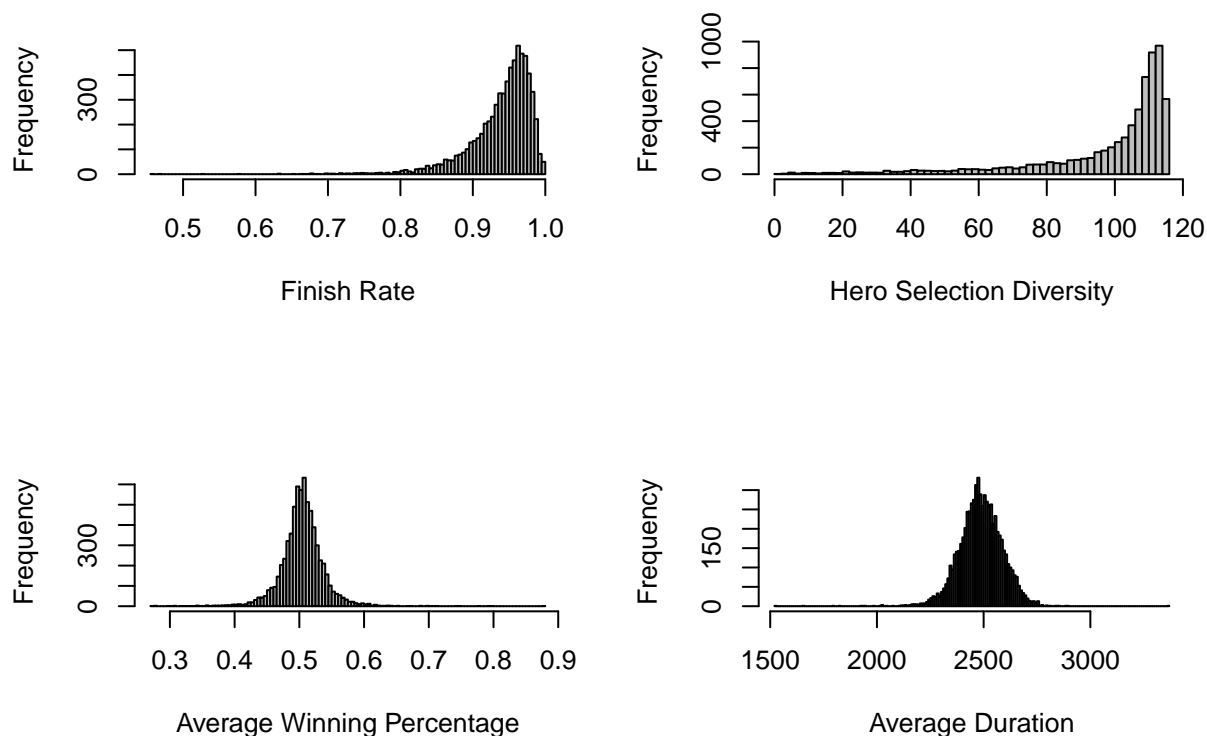 Frequency
0
300
0.5 0.6 0.7 0.8 0.9 1.0
Finish Rate
Frequency
0
400
1000
0 20 40 60 80 100 120
Hero Selection Diversity
Frequency
0
300
0.3 0.4 0.5 0.6 0.7 0.8 0.9
Average Winning Percentage
Frequency
0
150
1500 2000 2500 3000
Average Duration